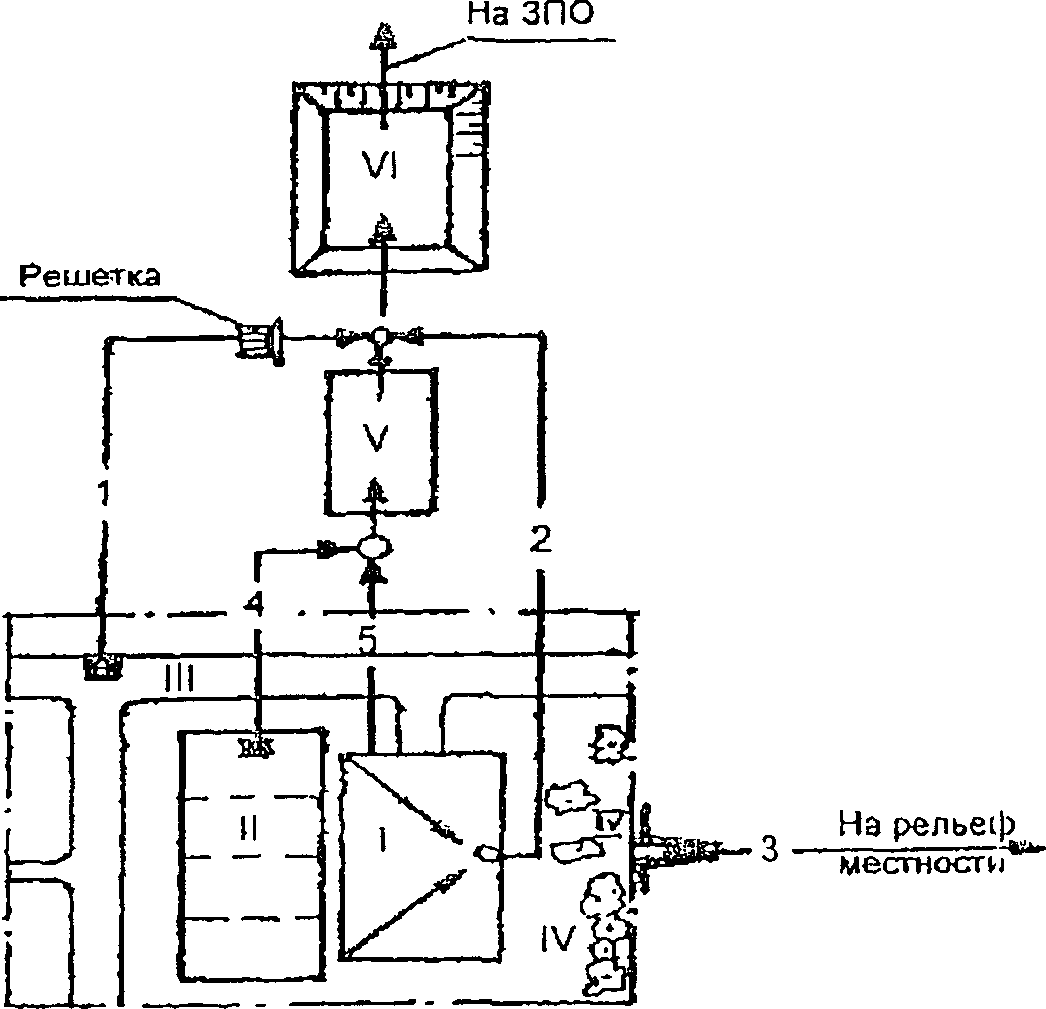 На ЗПО
VI
Решетка
V
1
2
4
5
III
II
I
IV
3
На рельеф
местности
IV